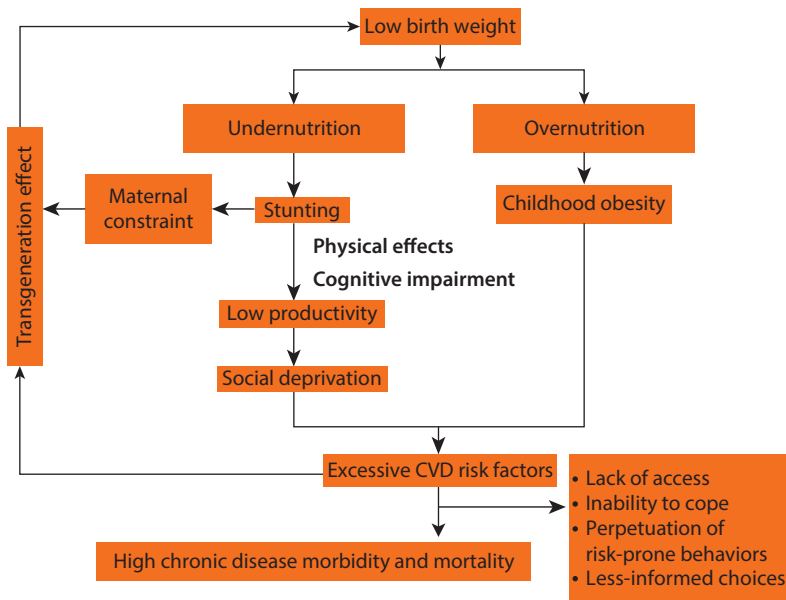 Low birth weight
Undernutrition
Overnutrition
Transgeneration effect
Maternal
constraint
Stunting
Childhood obesity
Physical effects
Cognitive impairment
Low productivity
Social deprivation
Excessive CVD risk factors
• Lack of access
• Inability to cope
• Perpetuation of
risk-prone behaviors
• Less-informed choices
High chronic disease morbidity and mortality